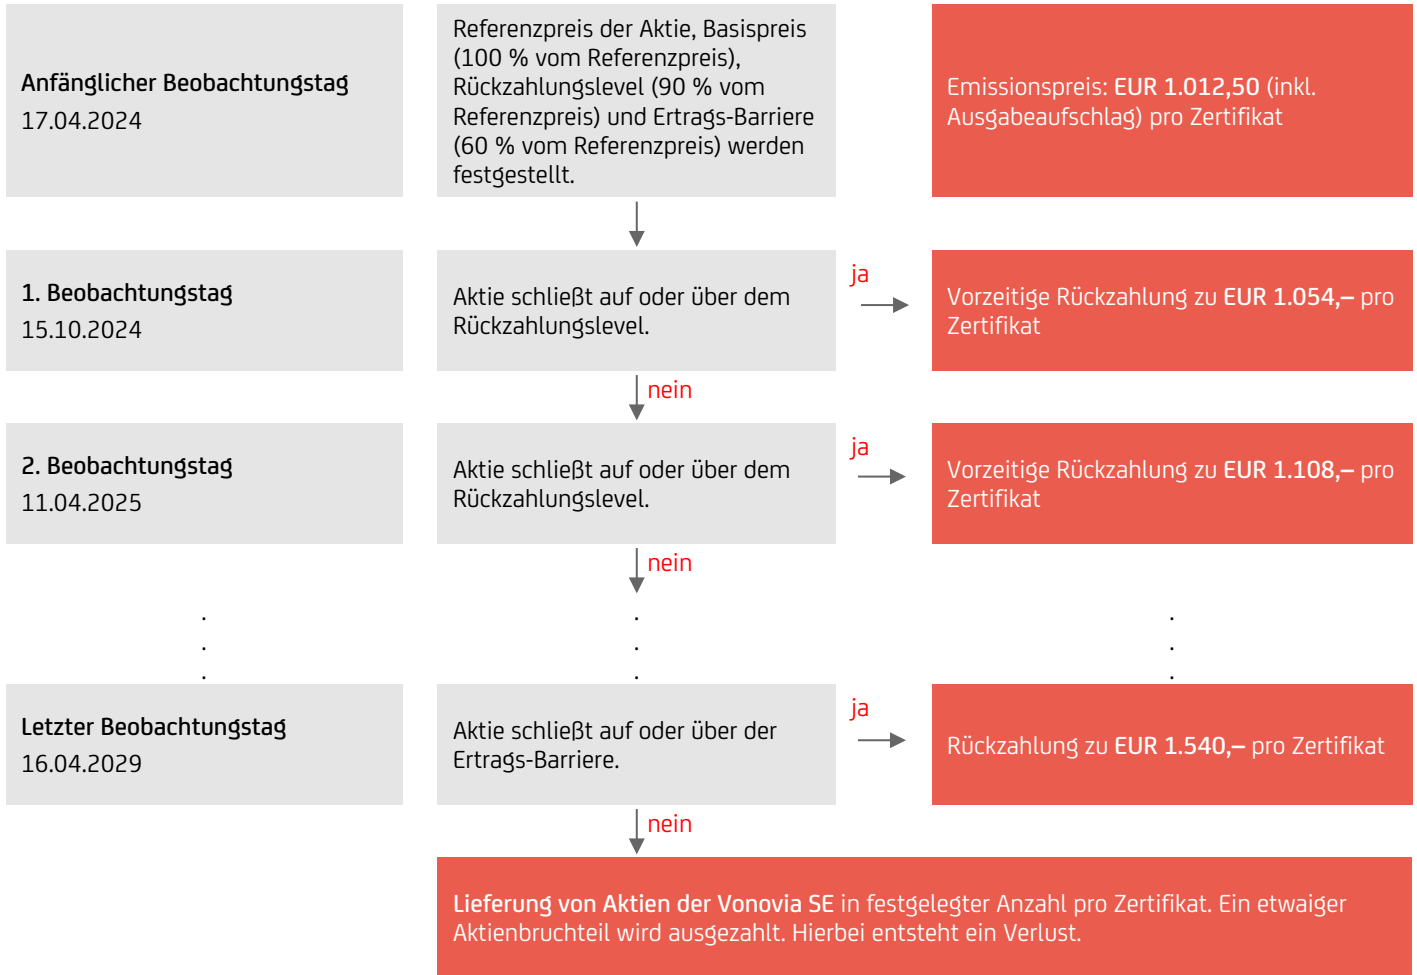 Anfänglicher Beobachtungstag
17.04.2024
Referenzpreis der Aktie, Basispreis
(100 % vom Referenzpreis),
Rückzahlungslevel (90 % vom
Referenzpreis) und Ertrags-Barriere
(60 % vom Referenzpreis) werden
festgestellt.
Emissionspreis: EUR 1.012,50 (inkl.
Ausgabeaufschlag) pro Zertifikat
1. Beobachtungstag
15.10.2024
Aktie schließt auf oder über dem
Rückzahlungslevel.
ja
Vorzeitige Rückzahlung zu EUR 1.054,– pro
Zertifikat
nein
2. Beobachtungstag
11.04.2025
Aktie schließt auf oder über dem
Rückzahlungslevel.
ja
Vorzeitige Rückzahlung zu EUR 1.108,– pro
Zertifikat
nein
Letzter Beobachtungstag
16.04.2029
Aktie schließt auf oder über der
Ertrags-Barriere.
ja
Rückzahlung zu EUR 1.540,– pro Zertifikat
nein
Lieferung von Aktien der Vonovia SE in festgelegter Anzahl pro Zertifikat. Ein etwaiger
Aktienbruchteil wird ausgezahlt. Hierbei entsteht ein Verlust.